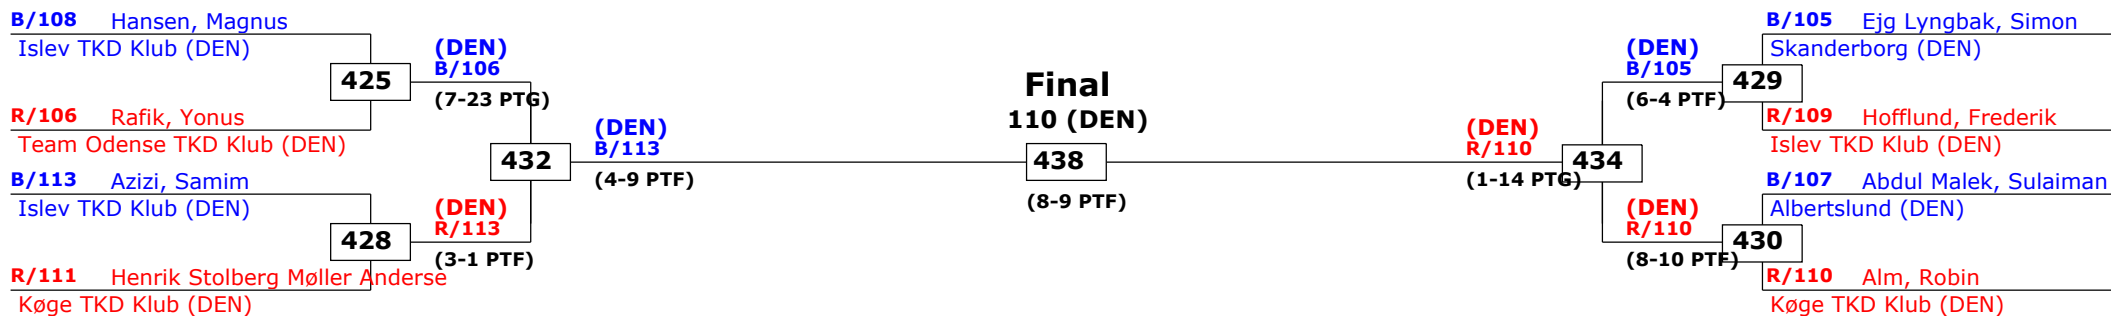 B/108 Hansen, Magnus
Islev TKD Klub (DEN)
425
R/106 Rafik, Yonus
Team Odense TKD Klub (DEN)
B/113 Azizi, Samim
Islev TKD Klub (DEN)
428
R/111 Henrik Stolberg Møller Anderse
Køge TKD Klub (DEN)
(DEN)
B/106
(7-23 PTG)
432
(DEN)
R/113
(3-1 PTF)
(DEN)
B/113
(4-9 PTF)
Final
110 (DEN)
438
(8-9 PTF)
(DEN)
R/110
(1-14 PTG)
434
(DEN)
B/105
(6-4 PTF)
(DEN)
R/110
(8-10 PTF)
B/105 Ejg Lyngbak, Simon
Skanderborg (DEN)
429
R/109 Hofflund, Frederik
Islev TKD Klub (DEN)
B/107 Abdul Malek, Sulaiman
Albertslund (DEN)
430
R/110 Alm, Robin
Køge TKD Klub (DEN)